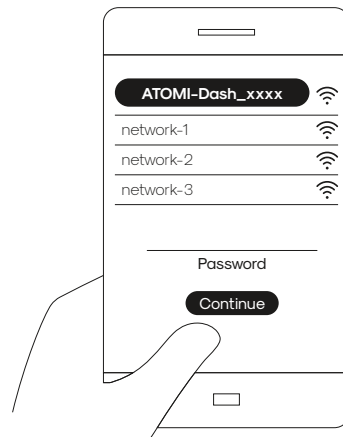 ATOMI-Dash_xxxx
network-1
network-2
network-3
Password
Continue